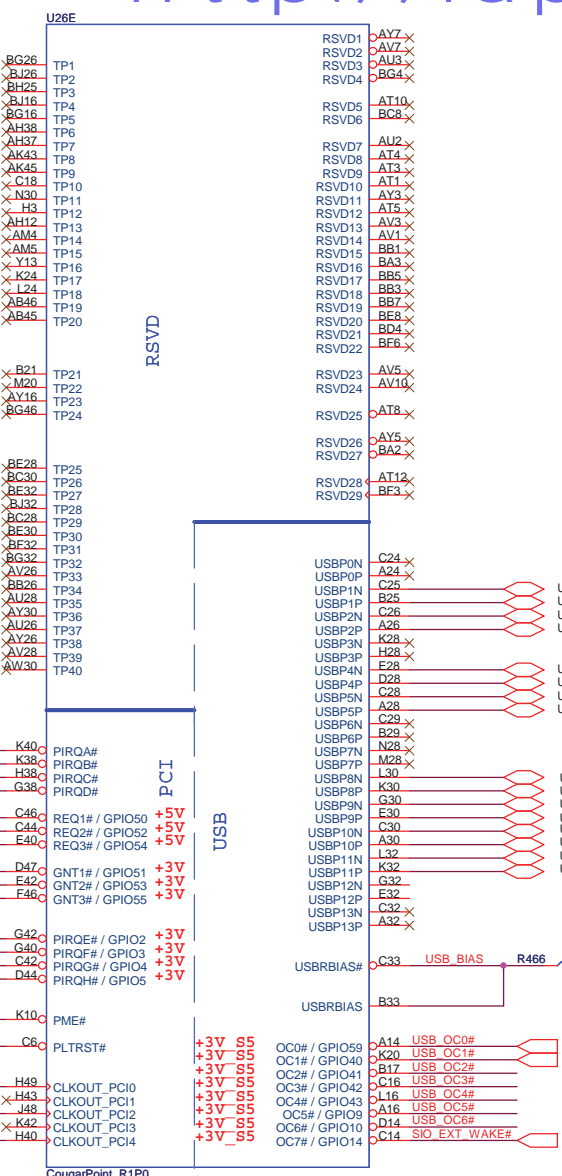 U26E
BG26 TP1
BJ26 TP2
BH25 TP3
BJ16 TP4
BG16 TP5
AH38 TP6
AH37 TP7
AK43 TP8
AK45 TP9
C18 TP10
N30 TP11
H3 TP12
AH12 TP13
AM4 TP14
AM5 TP15
Y13 TP16
K24 TP17
L24 TP18
AB46 TP19
AB45 TP20
B21 TP21
M20 TP22
AY16 TP23
BG46 TP24
BE28 TP25
BC30 TP26
BE32 TP27
BJ32 TP28
BC28 TP29
BE30 TP30
BF32 TP31
BG32 TP32
AV26 TP33
BB26 TP34
AU28 TP35
AY30 TP36
AU26 TP37
AY26 TP38
AV28 TP39
AW30 TP40
RSVD
RSVD1 AY7
RSVD2 AV7
RSVD3 AU3
RSVD4 BG4
RSVD5 AT10
RSVD6 BC8
RSVD7 AU2
RSVD8 AT4
RSVD9 AT3
RSVD10 AT1
RSVD11 AY3
RSVD12 AT5
RSVD13 AV3
RSVD14 AV1
RSVD15 BB1
RSVD16 BA3
RSVD17 BB5
RSVD18 BB3
RSVD19 BB7
RSVD20 BE8
RSVD21 BD4
RSVD22 BF6
RSVD23 AV5
RSVD24 AV10
RSVD25 AT8
RSVD26 AY5
RSVD27 BA2
RSVD28 AT12
RSVD29 BF3
K40 PIRQA#
K38 PIRQB#
H38 PIRQC#
G38 PIRQD#
C46 REQ1# / GPIO50 +5V
C44 REQ2# / GPIO52 +5V
E40 REQ3# / GPIO54 +5V
D47 GNT1# / GPIO51 +3V
E42 GNT2# / GPIO53 +3V
F46 GNT3# / GPIO55 +3V
G42 PIRQE# / GPIO2 +3V
G40 PIRQF# / GPIO3 +3V
C42 PIRQG# / GPIO4 +3V
D44 PIRQH# / GPIO5 +3V
K10 PME#
C6 PLTRST#
H49 CLKOUT_PCI0
H43 CLKOUT_PCI1
J48 CLKOUT_PCI2
K42 CLKOUT_PCI3
H40 CLKOUT_PCI4
PCI
USB
USBP0N C24
USBP0P A24
USBP1N C25
USBP1P B25
USBP2N C26
USBP2P A26
USBP3N K28
USBP3P H28
USBP4N E28
USBP4P D28
USBP5N C28
USBP5P A28
USBP6N C29
USBP6P B29
USBP7N N28
USBP7P M28
USBP8N L30
USBP8P K30
USBP9N G30
USBP9P E30
USBP10N C30
USBP10P A30
USBP11N L32
USBP11P K32
USBP12N G32
USBP12P E32
USBP13N C32
USBP13P A32
USBRBIAS# C33 USB_BIAS R466
USBRBIAS B33
+3V_S5 OC0# / GPIO59 A14 USB_OC0#
+3V_S5 OC1# / GPIO40 K20 USB_OC1#
+3V_S5 OC2# / GPIO41 B17 USB_OC2#
+3V_S5 OC3# / GPIO42 C16 USB_OC3#
+3V_S5 OC4# / GPIO43 L16 USB_OC4#
+3V_S5 OC5# / GPIO9 A16 USB_OC5#
+3V_S5 OC6# / GPIO10 D14 USB_OC6#
+3V_S5 OC7# / GPIO14 C14 SIO_EXT_WAKE#
CougarPoint_R1P0